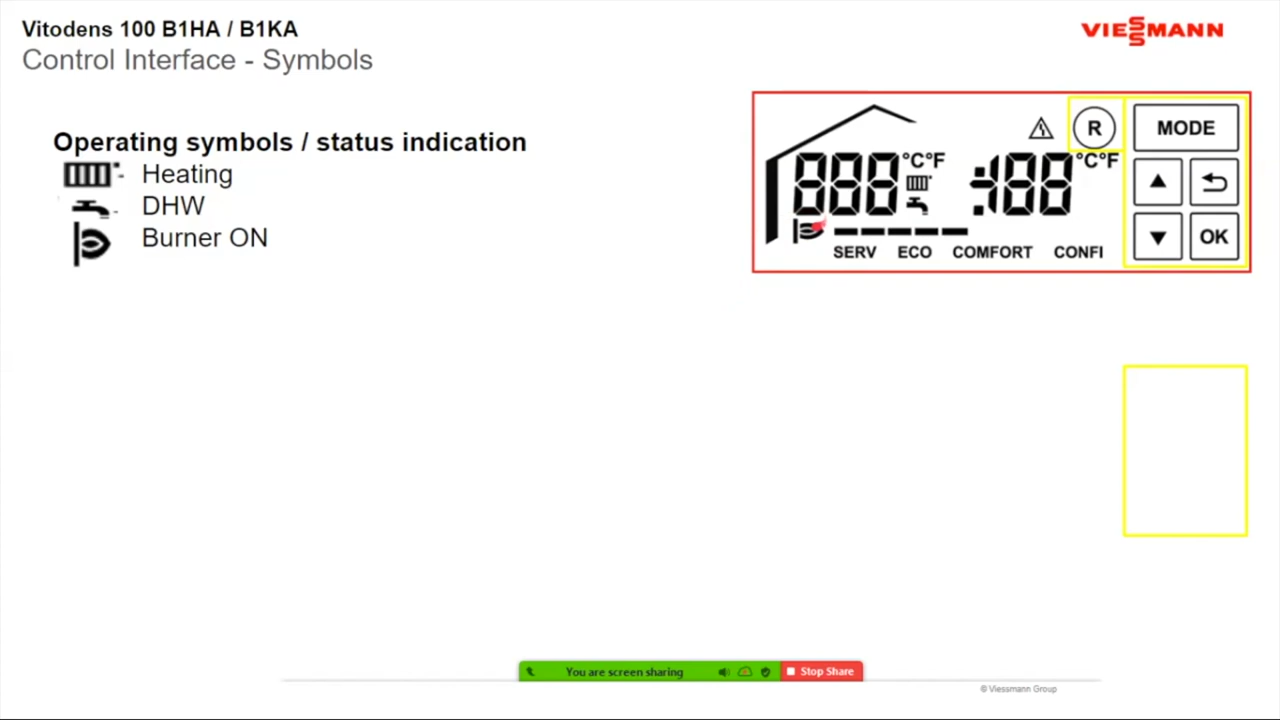 Vitodens 100 B1HA / B1KA
VIESSMANN
Control Interface - Symbols
Operating symbols / status indication
Heating
DHW
Burner ON
R
MODE
888 °C°F
188 °C°F
OK
SERV ECO COMFORT CONFI
You are screen sharing
Stop Share
© Viessmann Group